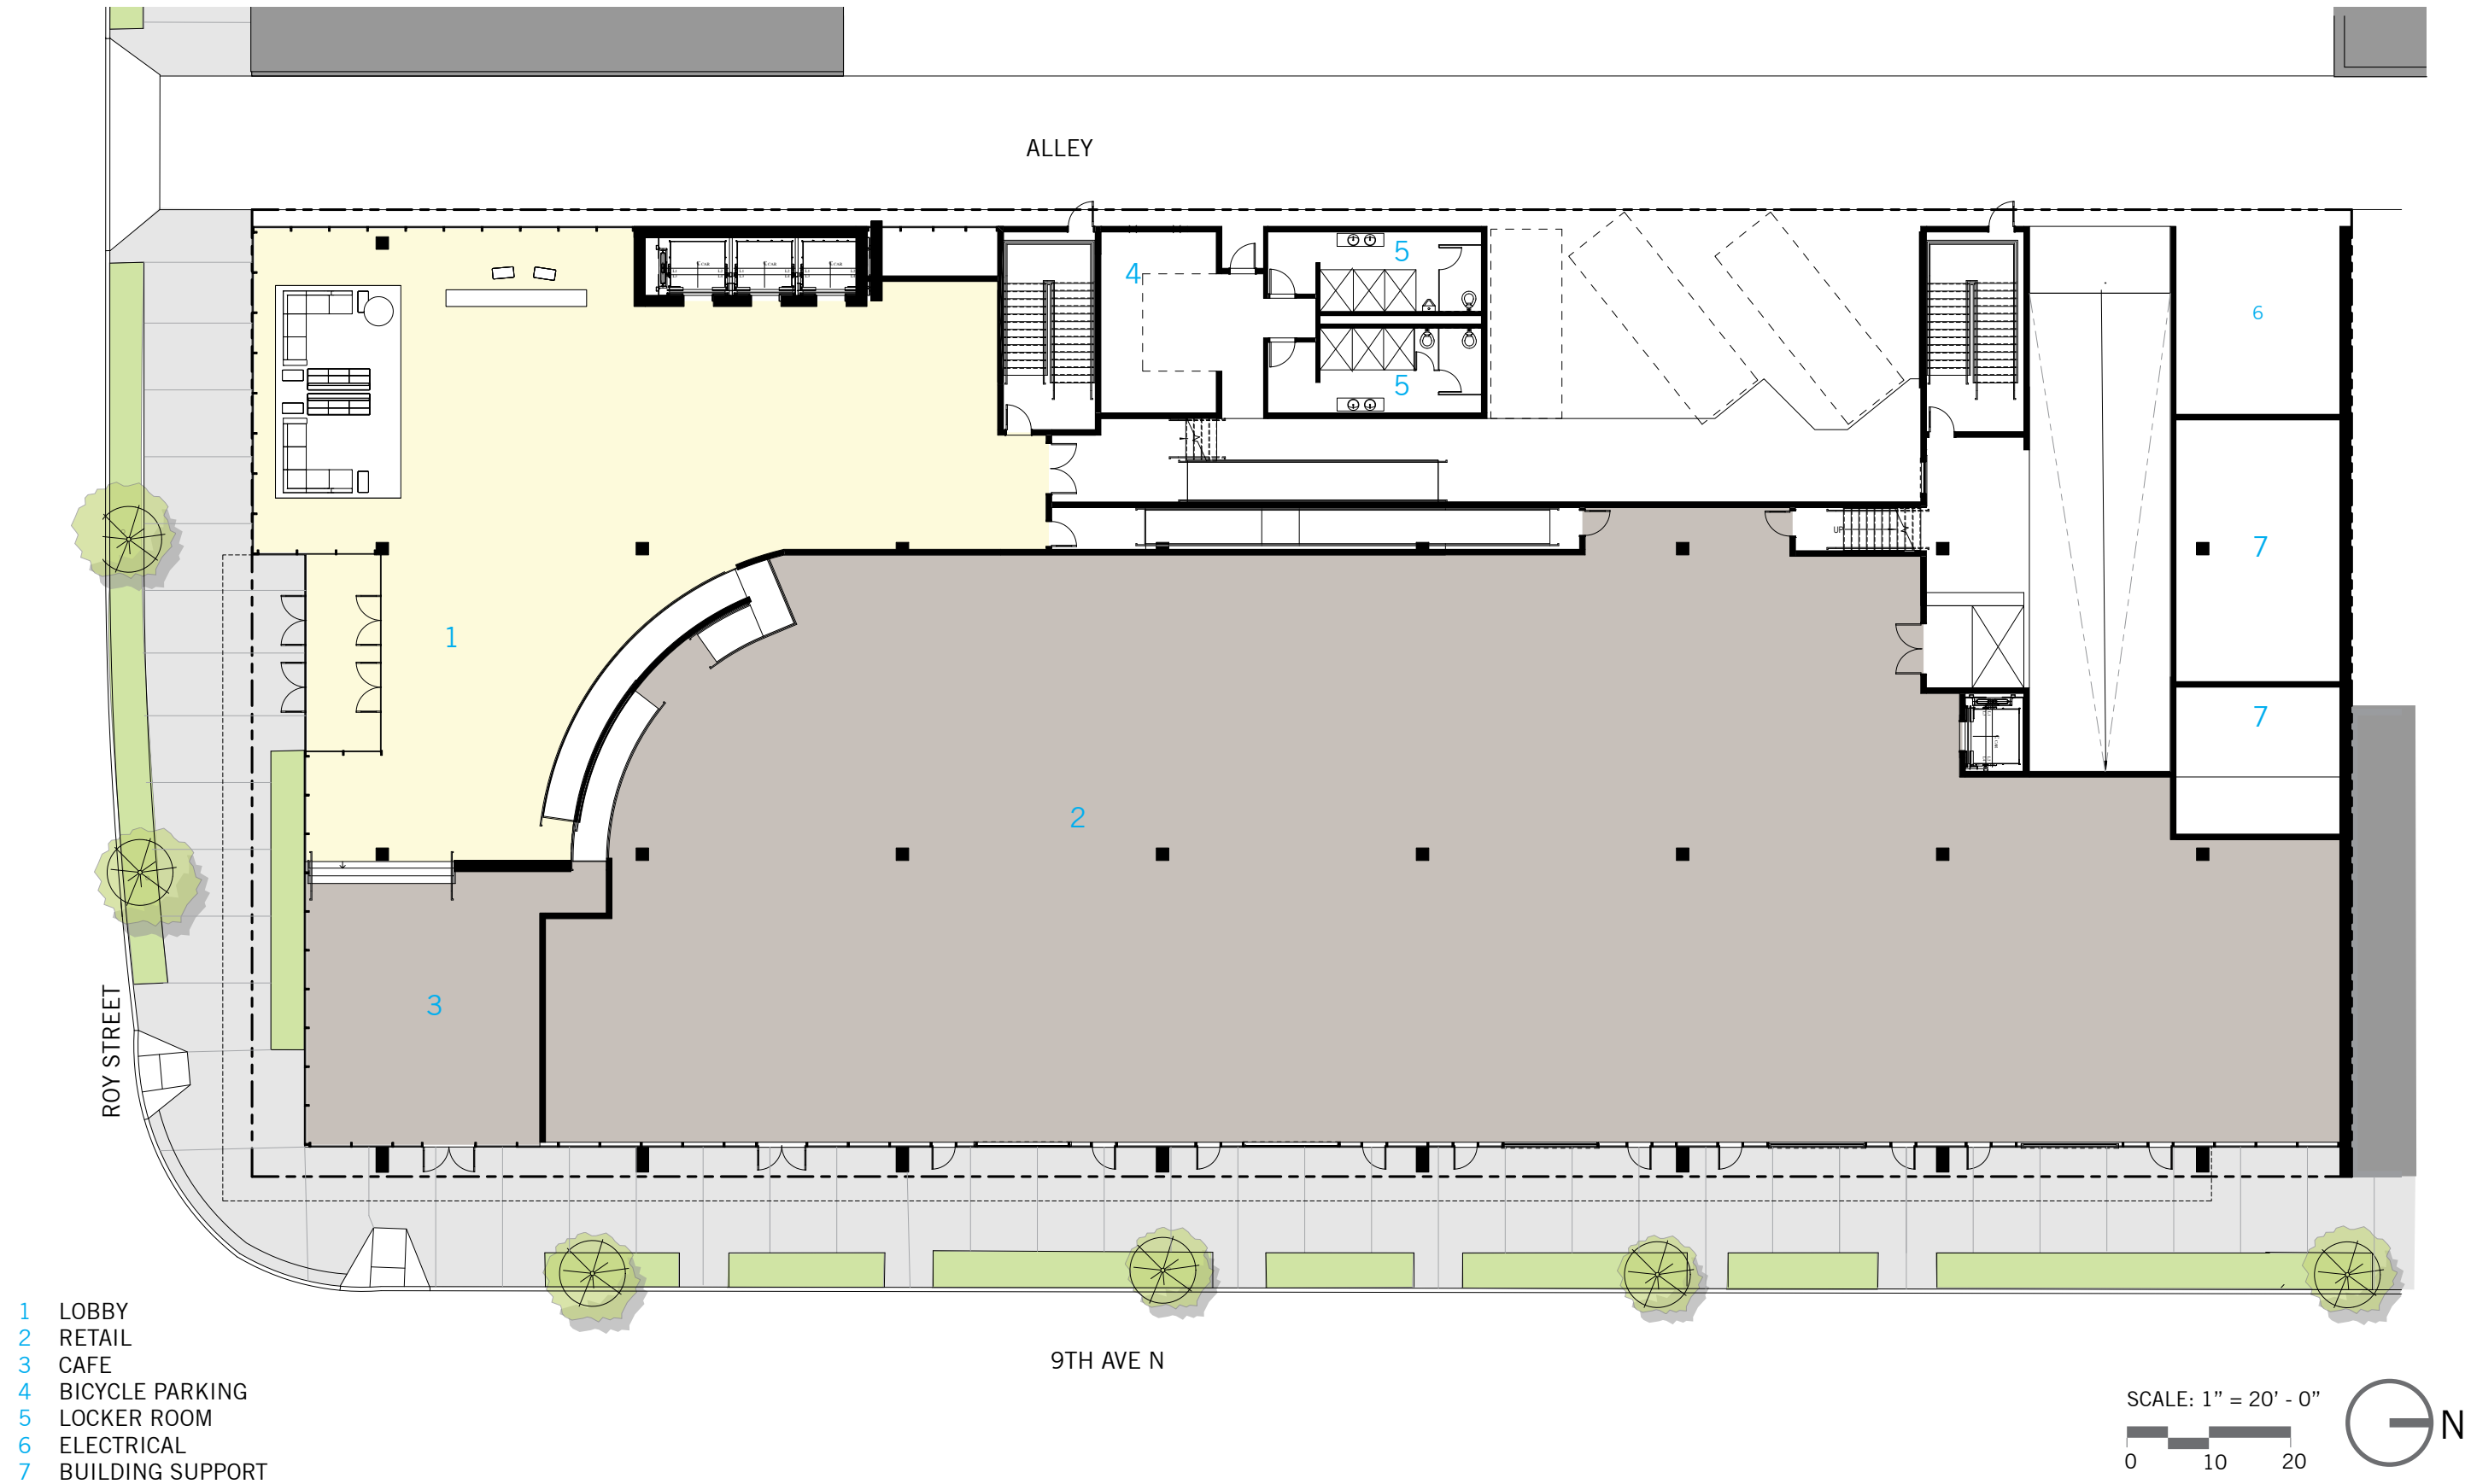 ALLEY
4
5
6
5
UP
7
1
7
2
3
ROY STREET
9TH AVE N
1 LOBBY
2 RETAIL
3 CAFE
4 BICYCLE PARKING
5 LOCKER ROOM
6 ELECTRICAL
7 BUILDING SUPPORT
SCALE: 1” = 20’ - 0”
0 10 20
N